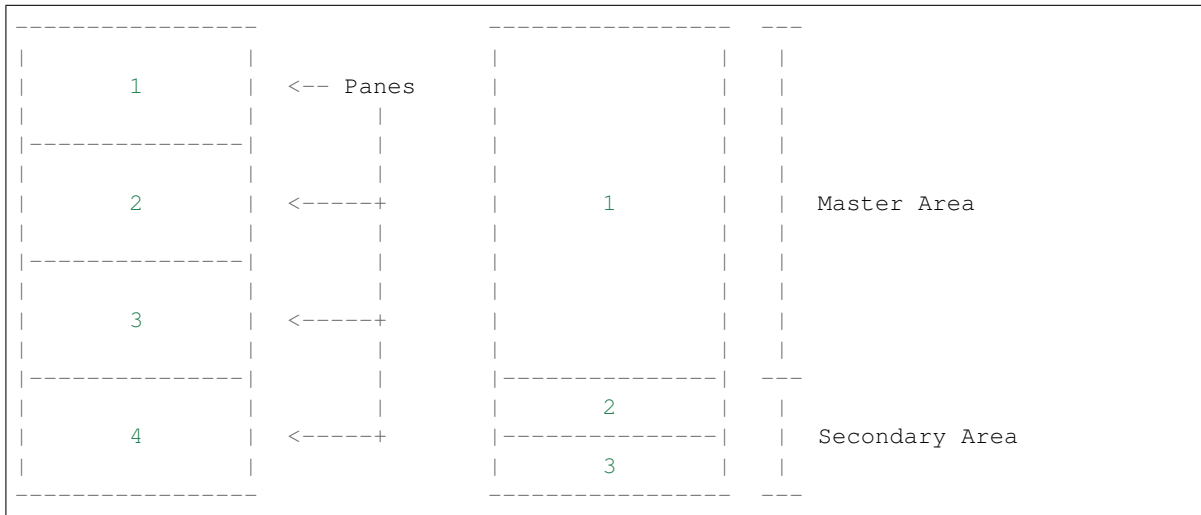 -----------------                -----------------  ---
|               |                |               |   |
|       1       |  <-- Panes     |               |   |
|               |        |       |               |   |
|---------------|        |       |               |   |
|               |        |       |               |   |
|       2       |  <-----+       |       1       |   |  Master Area
|               |        |       |               |   |
|---------------|        |       |               |   |
|               |        |       |               |   |
|       3       |  <-----+       |               |   |
|               |        |       |               |   |
|---------------|        |       |---------------|  ---
|               |        |       |       2       |   |
|       4       |  <-----+       |---------------|   |  Secondary Area
|               |                |       3       |   |
-----------------                -----------------  ---